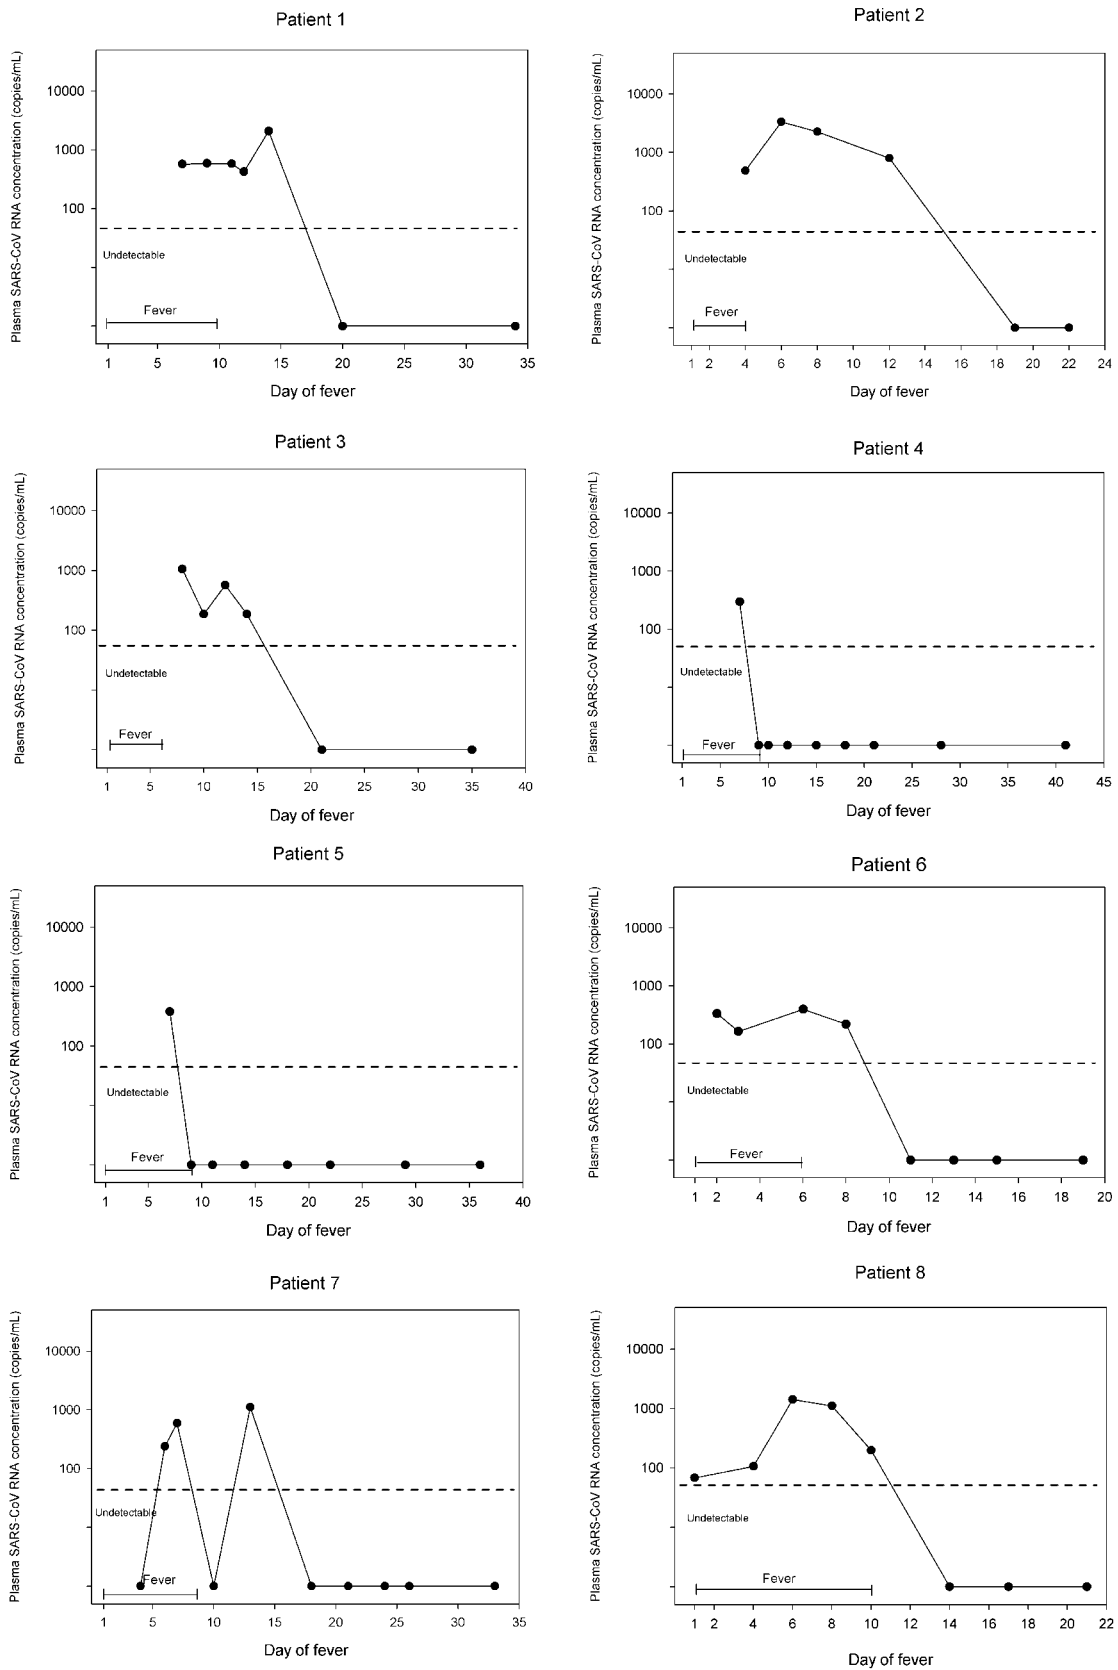 Patient 1
Plasma SARS-CoV RNA concentration (copies/mL)
10000
1000
100
Undetectable
Fever
1 5 10 15 20 25 30 35
Day of fever
Patient 2
Plasma SARS-CoV RNA concentration (copies/mL)
10000
1000
100
Undetectable
Fever
1 2 4 6 8 10 12 14 16 18 20 22 24
Day of fever
Patient 3
Plasma SARS-CoV RNA concentration (copies/mL)
10000
1000
100
Undetectable
Fever
1 5 10 15 20 25 30 35 40
Day of fever
Patient 4
Plasma SARS-CoV RNA concentration (copies/mL)
10000
1000
100
Undetectable
Fever
1 5 10 15 20 25 30 35 40 45
Day of fever
Patient 5
Plasma SARS-CoV RNA concentration (copies/mL)
10000
1000
100
Undetectable
Fever
1 5 10 15 20 25 30 35 40
Day of fever
Patient 6
Plasma SARS-CoV RNA concentration (copies/mL)
10000
1000
100
Undetectable
Fever
1 2 4 6 8 10 12 14 16 18 20
Day of fever
Patient 7
Plasma SARS-CoV RNA concentration (copies/mL)
10000
1000
100
Undetectable
Fever
1 5 10 15 20 25 30 35
Day of fever
Patient 8
Plasma SARS-CoV RNA concentration (copies/mL)
10000
1000
100
Undetectable
Fever
1 2 4 6 8 10 12 14 16 18 20 22
Day of fever